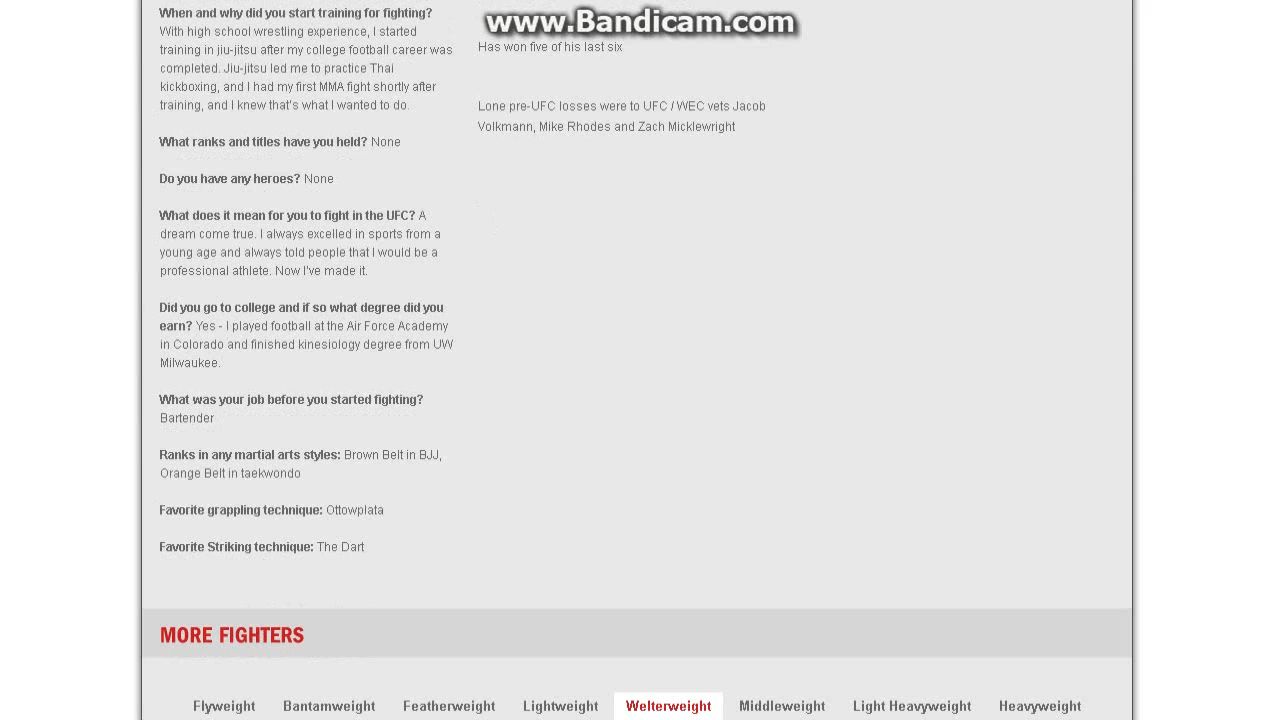 www.Bandicam.com
When and why did you start training for fighting?
With high school wrestling experience, I started
training in jiu-jitsu after my college football career was
completed. Jiu-jitsu led me to practice Thai
kickboxing, and I had my first MMA fight shortly after
training, and I knew that's what I wanted to do.
What ranks and titles have you held? None
Do you have any heroes? None
What does it mean for you to fight in the UFC? A
dream come true. I always excelled in sports from a
young age and always told people that I would be a
professional athlete. Now I've made it.
Did you go to college and if so what degree did you
earn? Yes - I played football at the Air Force Academy
in Colorado and finished kinesiology degree from UW
Milwaukee.
What was your job before you started fighting?
Bartender
Ranks in any martial arts styles: Brown Belt in BJJ,
Orange Belt in taekwondo
Favorite grappling technique: Ottowplata
Favorite Striking technique: The Dart
Has won five of his last six
Lone pre-UFC losses were to UFC / WEC vets Jacob
Volkmann, Mike Rhodes and Zach Micklewright
MORE FIGHTERS
Flyweight Bantamweight Featherweight Lightweight Welterweight Middleweight Light Heavyweight Heavyweight